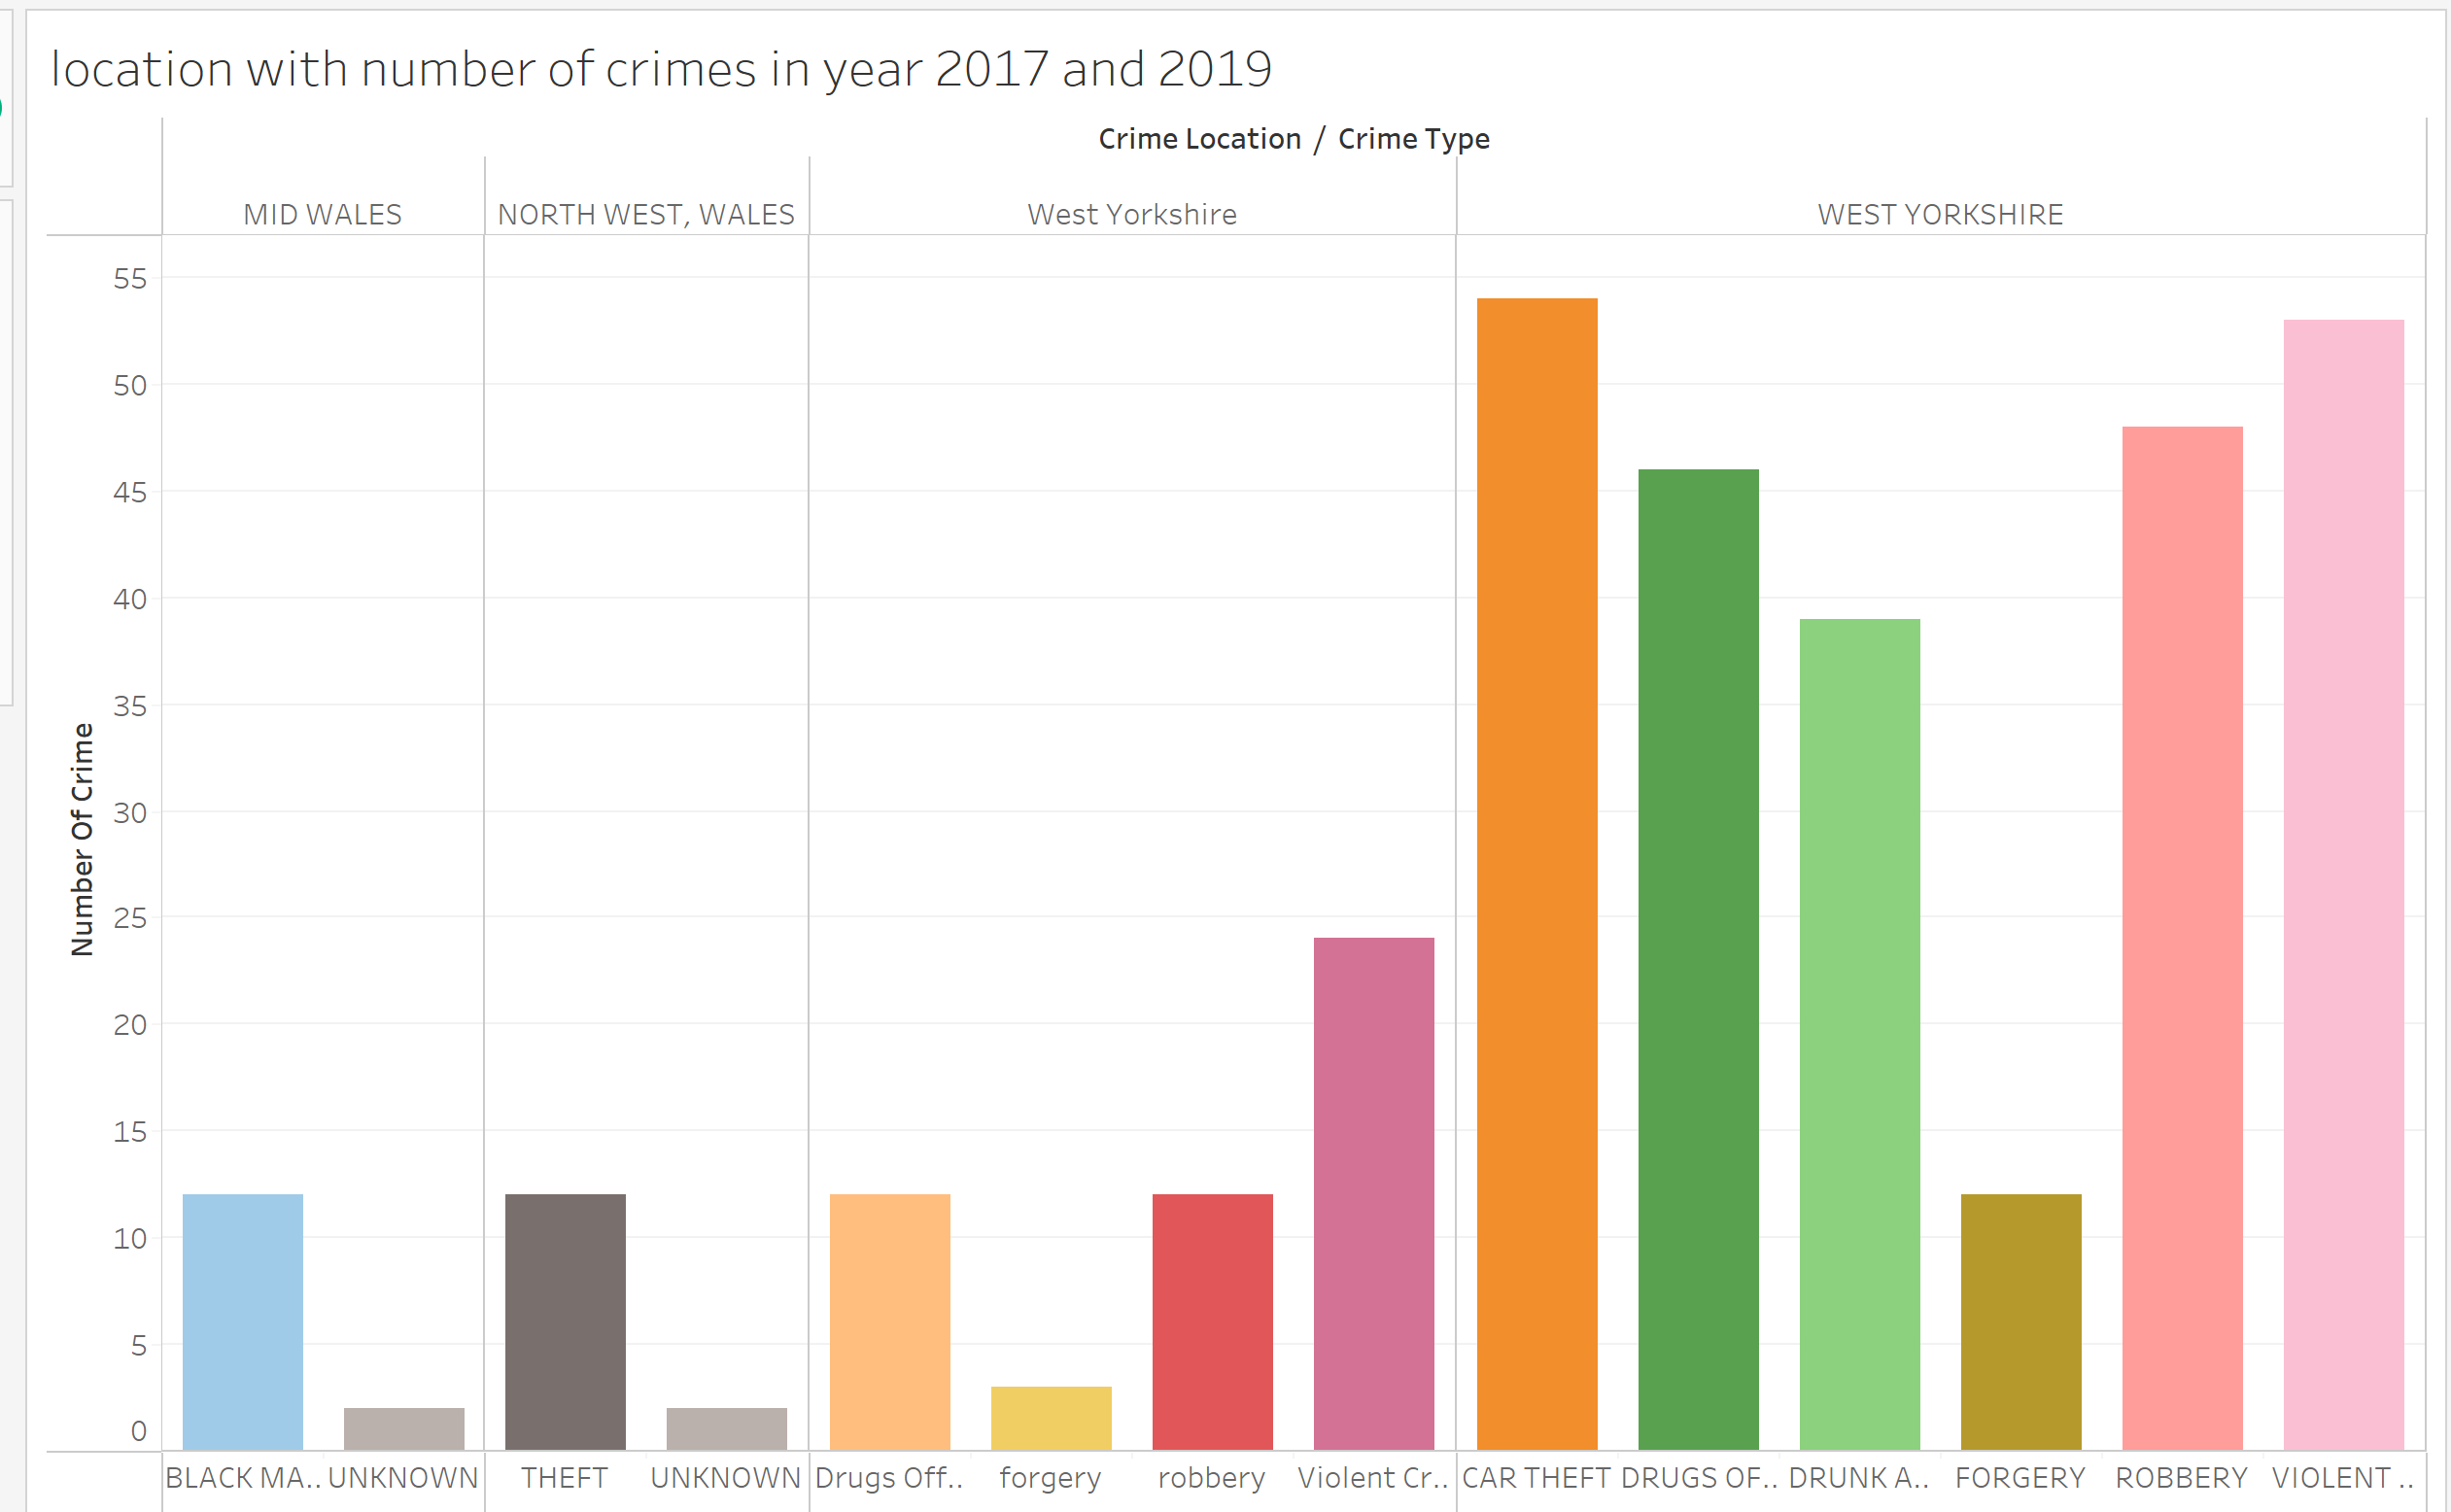 location with number of crimes in year 2017 and 2019
Crime Location / Crime Type
MID WALES NORTH WEST, WALES West Yorkshire WEST YORKSHIRE
55
50
45
40
35
30
25
20
15
10
5
0
Number Of Crime
BLACK MA.. UNKNOWN THEFT UNKNOWN Drugs Off.. forgery robbery Violent Cr.. CAR THEFT DRUGS OF.. DRUNK A.. FORGERY ROBBERY VIOLENT ..